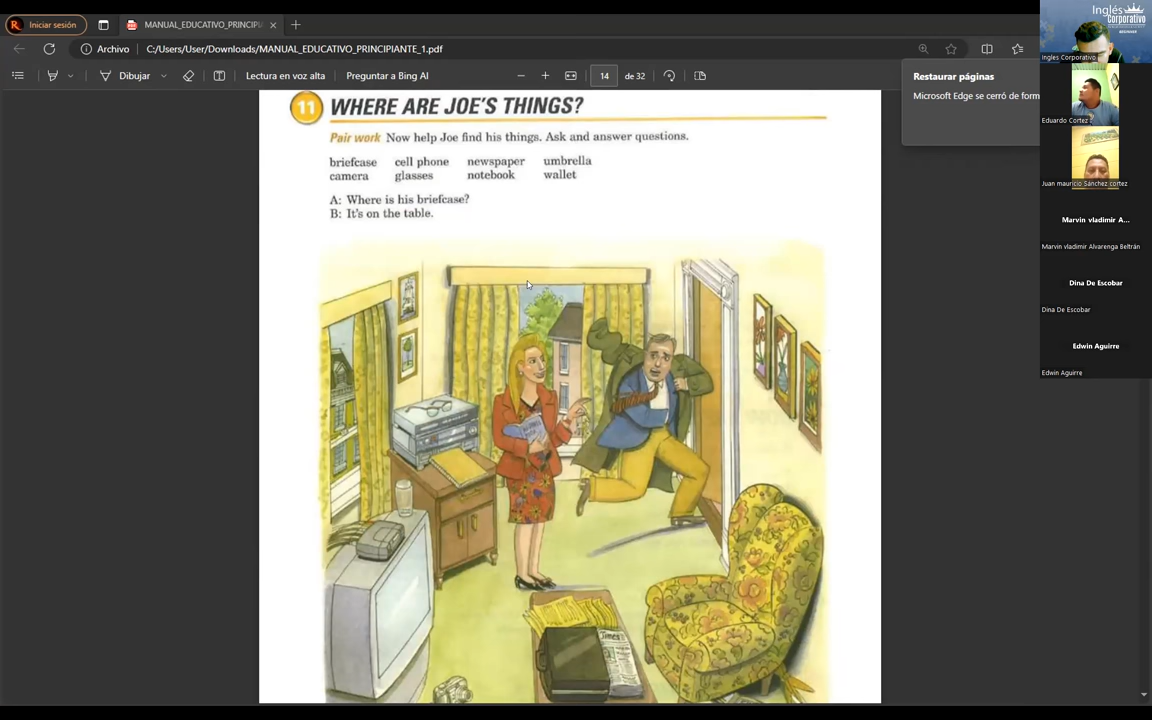 Iniciar sesión
MANUAL_EDUCATIVO_PRINCIPI
Archivo
C:/Users/User/Downloads/MANUAL_EDUCATIVO_PRINCIPIANTE_1.pdf
Dibujar
Lectura en voz alta
Preguntar a Bing AI
14
de 32
Restaurar páginas
Microsoft Edge se cerró de form
11 WHERE ARE JOE'S THINGS?
Pair work Now help Joe find his things. Ask and answer questions.
briefcase cell phone newspaper umbrella
camera glasses notebook wallet
A: Where is his briefcase?
B: It's on the table.
Times
Inglés
Corporativo
Ingles Corporativo
Eduardo Cortez
Juan mauricio Sánchez cortez
Marvin vladimir A...
Marvin vladimir Alvarenga Beltrán
Dina De Escobar
Dina De Escobar
Edwin Aguirre
Edwin Aguirre